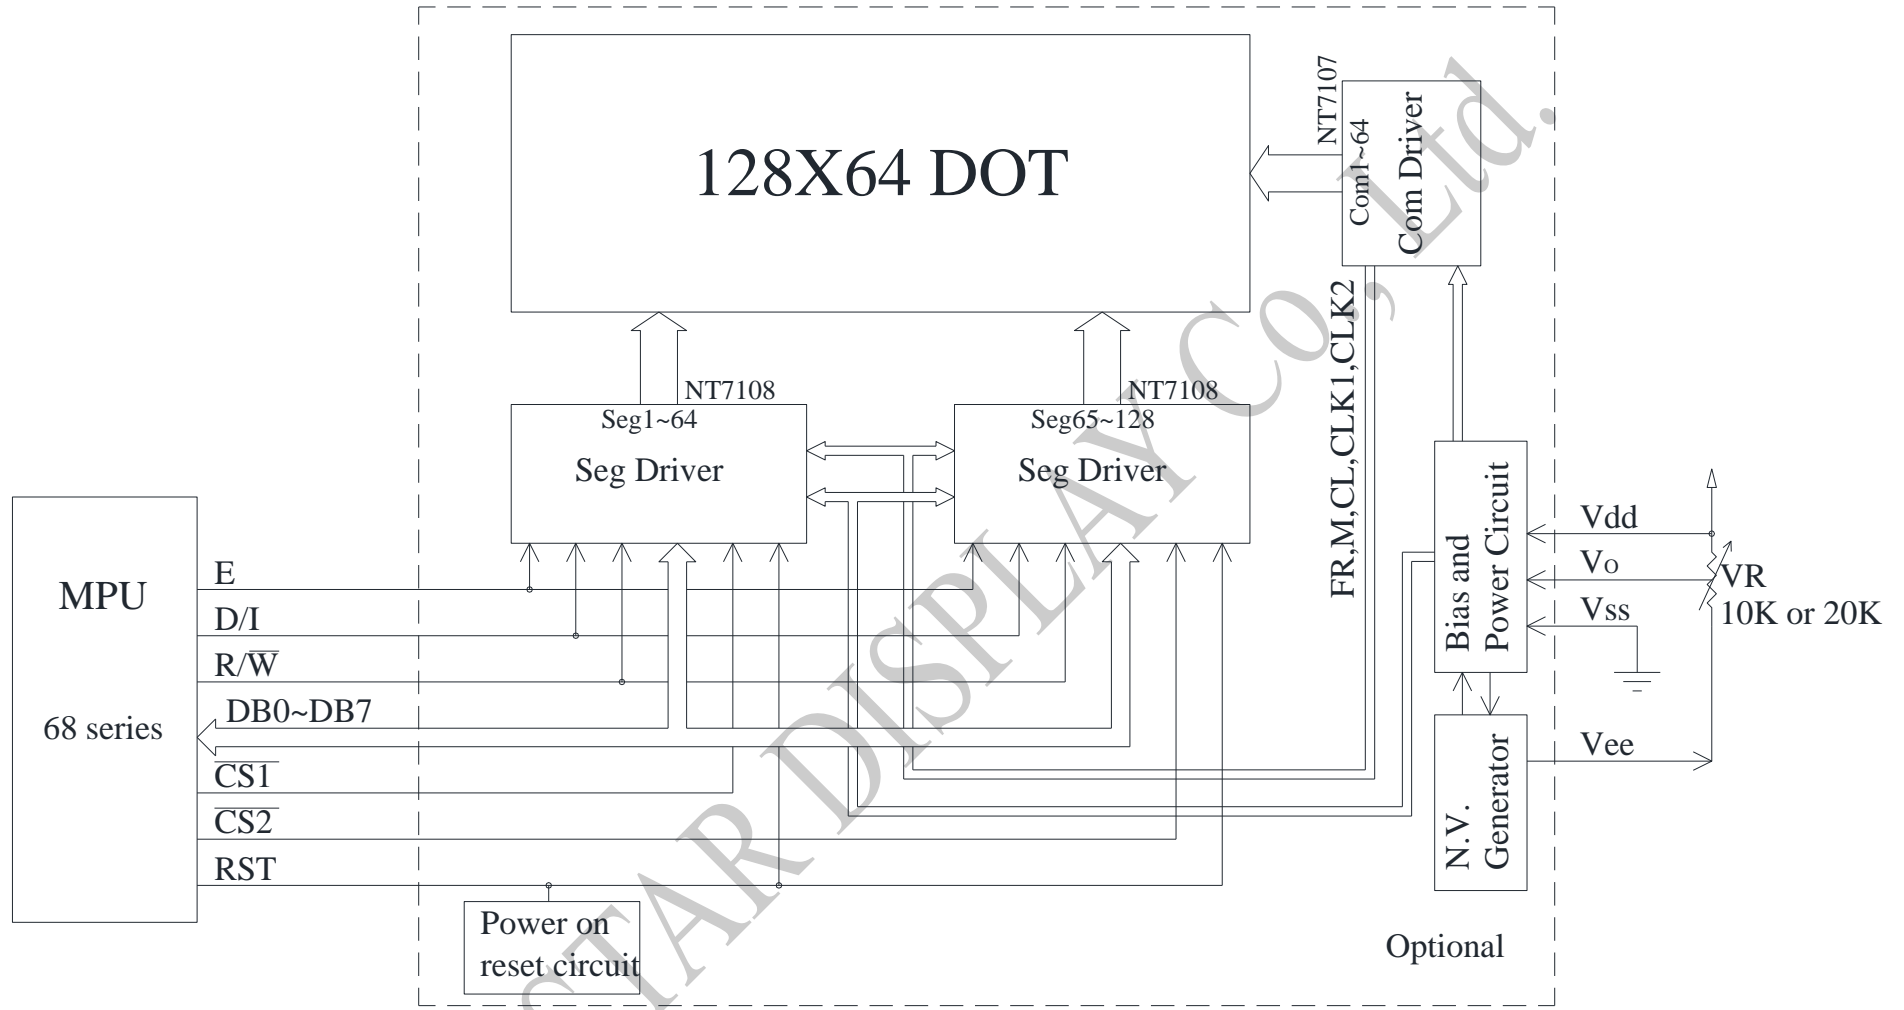 128X64 DOT
NT7107
Com1~64
Com Driver
FR,M,CL,CLK1,CLK2
NT7108
Seg1~64
Seg Driver
NT7108
Seg65~128
Seg Driver
MPU
68 series
E
D/I
R/W̅
DB0~DB7
C̅S̅1̅
C̅S̅2̅
RST
Power on
reset circuit
Bias and
Power Circuit
N.V.
Generator
Vdd
Vo
Vss
Vee
VR
10K or 20K
Optional
STAR DISPLAY Co., Ltd.